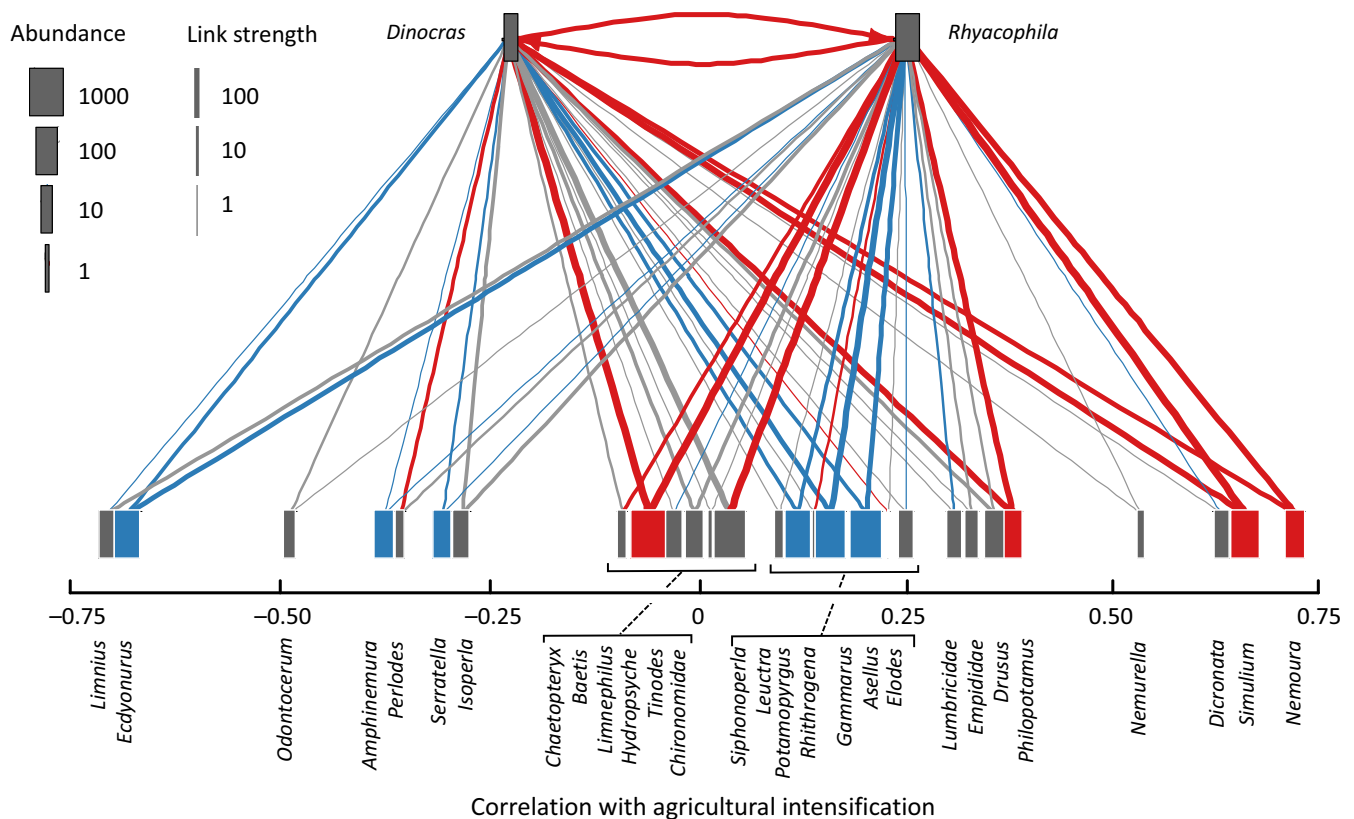 Abundance
1000
100
10
1
Link strength
100
10
1
Dinocras
Rhyacophila
–0.75
–0.50
–0.25
0
0.25
0.50
0.75
Limnius
Ecdyonurus
Odontocerum
Amphinemura
Perlodes
Serratella
Isoperla
Chaetopteryx
Baetis
Limnephilus
Hydropsyche
Tinodes
Chironomidae
Siphonoperla
Leuctra
Potamopyrgus
Rhithrogena
Gammarus
Asellus
Elodes
Lumbricidae
Empididae
Drusus
Philopotamus
Nemurella
Dicronata
Simulium
Nemoura
Correlation with agricultural intensification